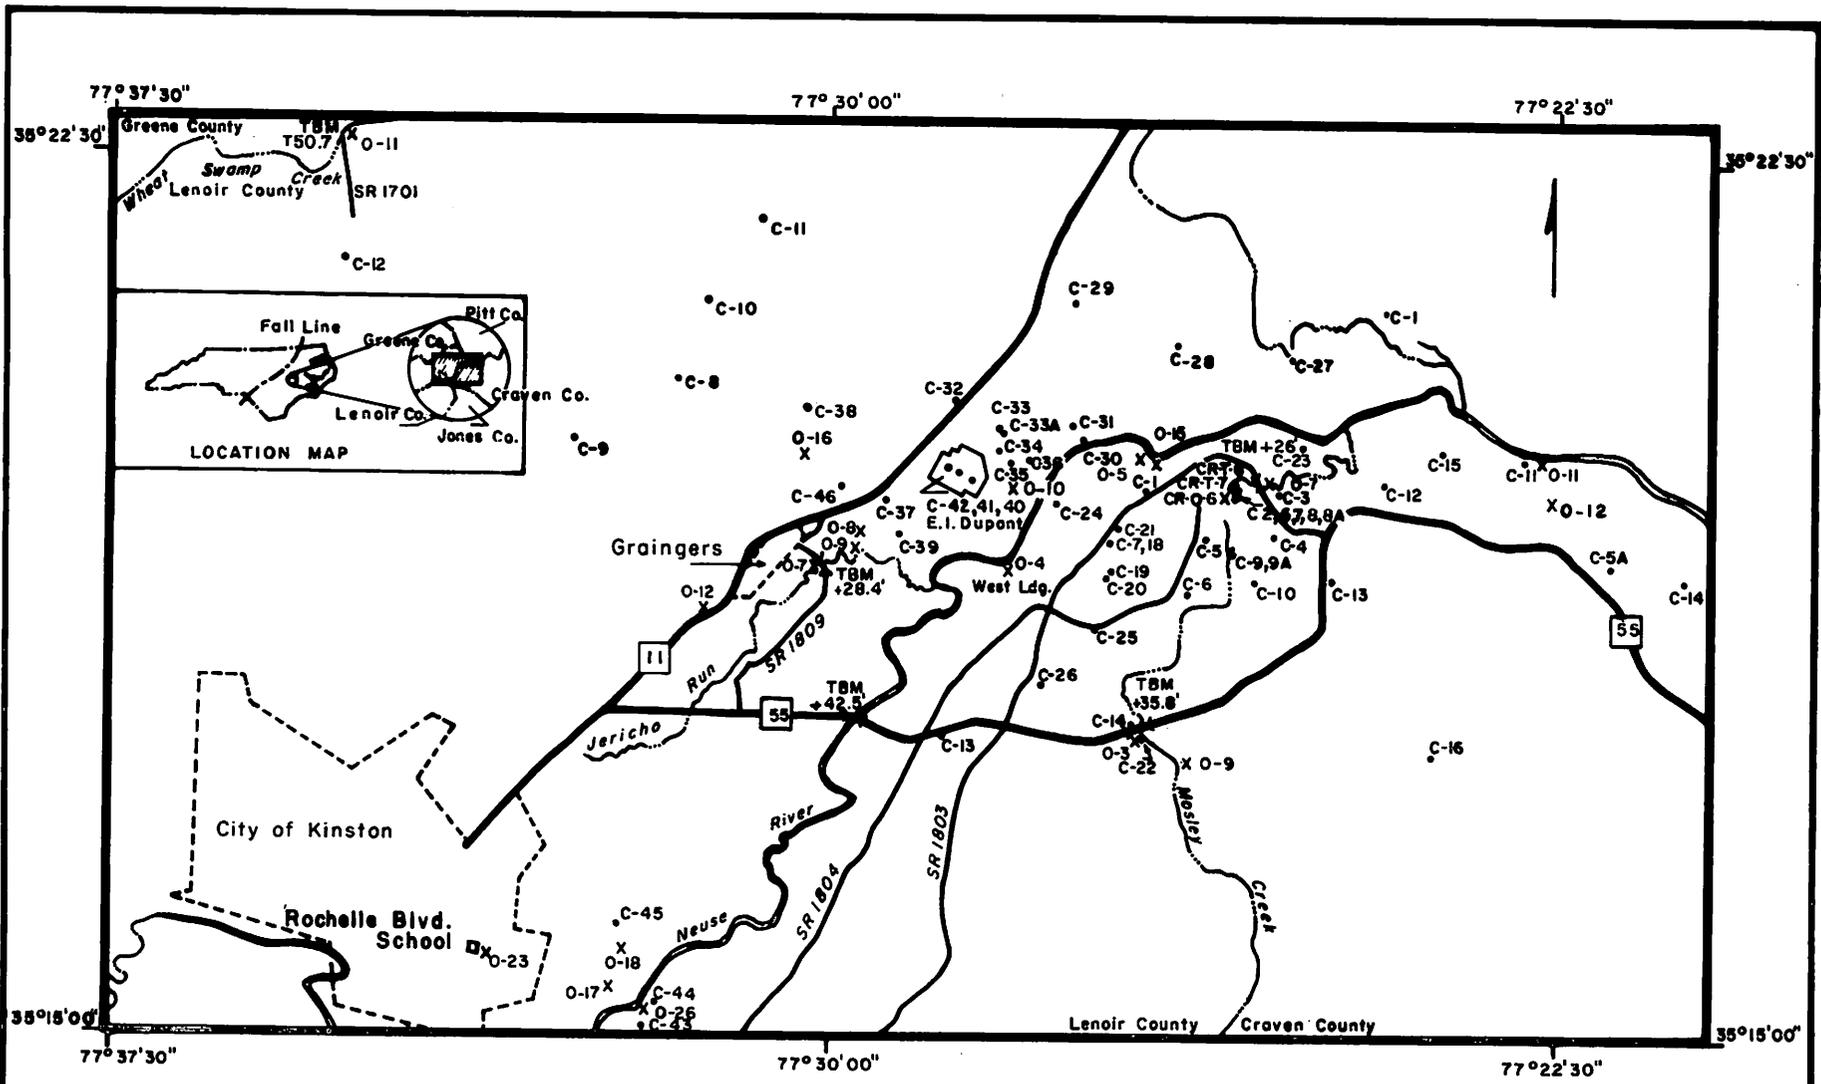 77° 37' 30"
77° 30' 00"
77° 22' 30"
35° 22' 30"
Greene County
TBM
T50.7
O-11
35° 22' 30"
Wheat
Swamp
Creek
Lenoir County
SR 1701
C-11
C-12
C-29
C-10
Pitt Co.
Fall Line
Greene Co.
C-1
C-28
C-27
C-8
C-32
Craven Co.
Lenoir Co.
Jones Co.
LOCATION MAP
C-38
C-33
C-33A
C-31
O-16
C-9
C-34
O-15
C-30
TBM +26
C-23
C-15
C-11
O-11
C-35
O-5
CR-T-7
O-7
O-10
C-1
CR-O-6
C-3
C-12
C-46
C-37
C-42, 41, 40
E. I. Dupont
C-24
O-12
O-8
C-21
C-7, 18
C-5
C-4
Graingers
O-9
C-39
O-4
C-9, 9A
C-5A
O-7
TBM
+28.4'
West Ldg.
C-19
C-20
C-6
C-10
C-13
C-14
O-12
SR 1809
C-25
55
11
Run
C-26
TBM
+42.5'
TBM
+35.8'
55
Jericho
C-14
C-13
O-3
C-22
O-9
C-16
City of Kinston
River
Mosley
SR 1803
SR 1804
Creek
Rochelle Blvd.
School
O-23
C-45
Neuse
O-18
O-17
C-44
O-26
C-43
35° 15' 00"
Lenoir County
Craven County
35° 15' 00"
77° 37' 30"
77° 30' 00"
77° 22' 30"